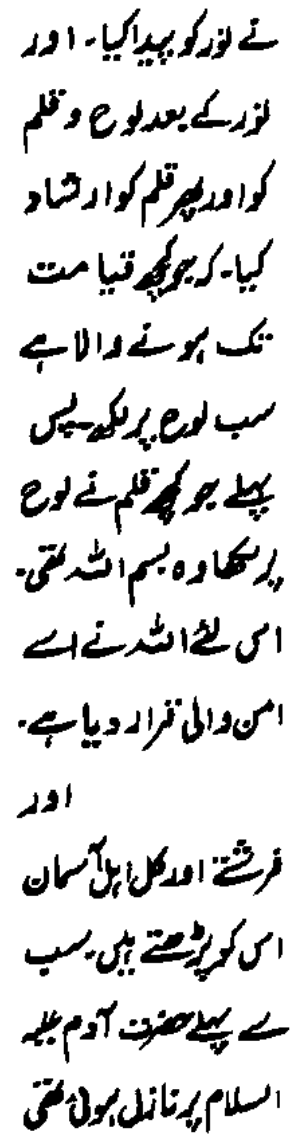 نے نور کو پیدا کیا۔ اور
نور کے بعد لوح و قلم
کو اور پھر قلم کو ارشاد
کیا۔ کہ جو کچھ قیامت
تک ہونے والا ہے
سب لوح پر لکھ۔ پس
پہلے جو کچھ قلم نے لوح
پر لکھا وہ بسم اللہ تھی۔
اس لئے اللہ نے اسے
امن والی قرار دیا ہے۔
اور
فرشتے اور کل اہل آسمان
اس کو پڑھتے ہیں۔ سب
سے پہلے حضرت آدم علیہ
السلام پر نازل ہوئی تھی